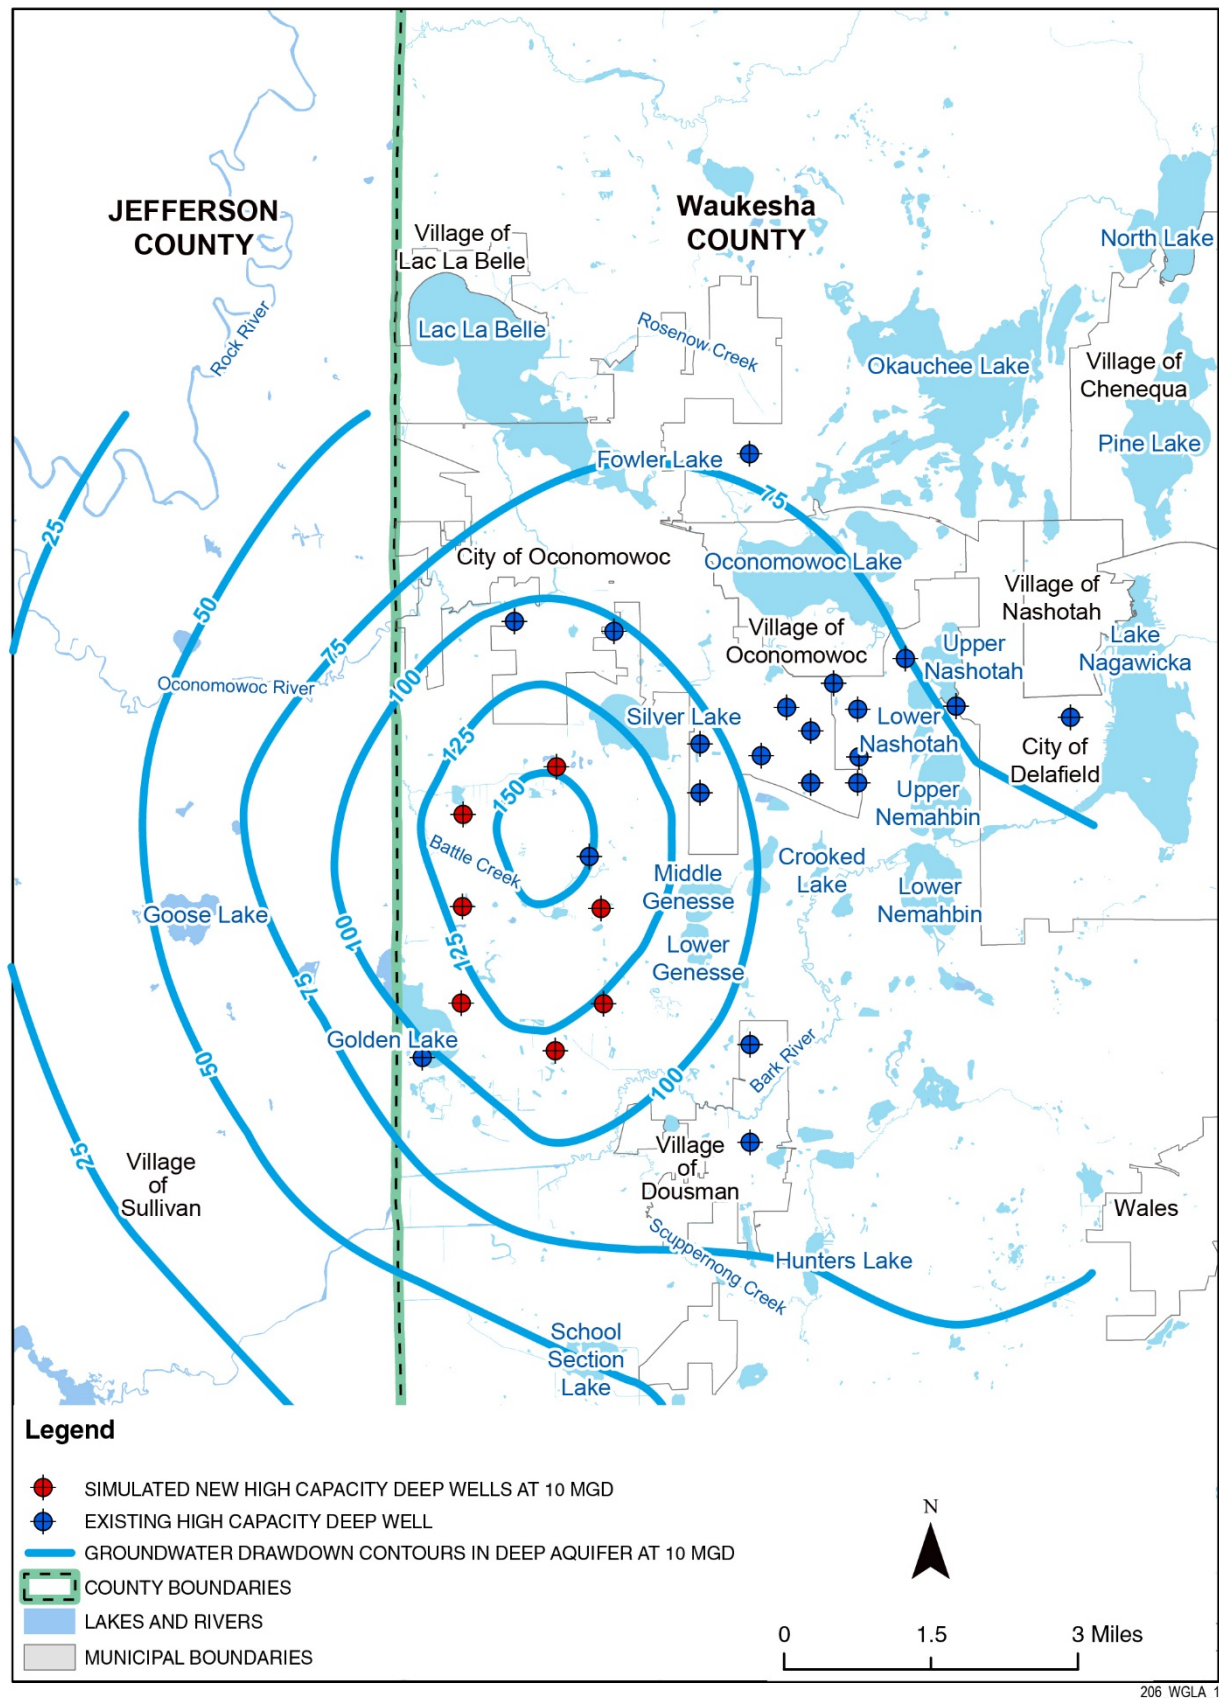 JEFFERSON
COUNTY
Waukesha
COUNTY
Village of
Lac La Belle
North Lake
Rock River
Lac La Belle
Rosenow Creek
Okauchee Lake
Village of
Chenequa
Pine Lake
Fowler Lake
75
25
City of Oconomowoc
Oconomowoc Lake
Village of
Nashotah
50
75
Village of
Oconomowoc
Upper
Nashotah
Lake
Nagawicka
Oconomowoc River
100
Silver Lake
Lower
Nashotah
125
City of
Delafield
150
Upper
Nemahbin
Battle Creek
Middle
Genesse
Crooked
Lake
Lower
Nemahbin
Goose Lake
100
125
Lower
Genesse
75
Golden Lake
50
100
Bark River
25
Village
of
Sullivan
Village
of
Dousman
Wales
Scuppernong Creek
Hunters Lake
School
Section
Lake
Legend
SIMULATED NEW HIGH CAPACITY DEEP WELLS AT 10 MGD
EXISTING HIGH CAPACITY DEEP WELL
GROUNDWATER DRAWDOWN CONTOURS IN DEEP AQUIFER AT 10 MGD
COUNTY BOUNDARIES
LAKES AND RIVERS
MUNICIPAL BOUNDARIES
N
0 1.5 3 Miles
206_WGLA_1